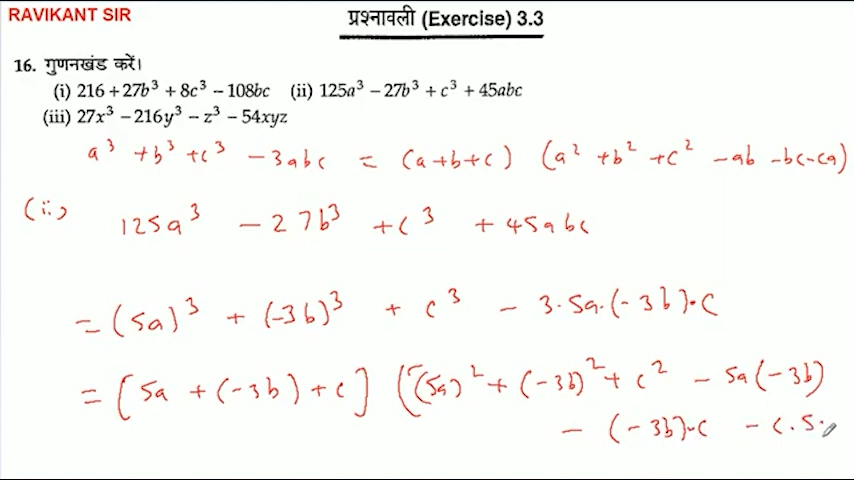 RAVIKANT SIR
प्रश्नावली (Exercise) 3.3
16. गुणनखंड करें।
(i) 216 + 27b³ + 8c³ − 108bc (ii) 125a³ − 27b³ + c³ + 45abc
(iii) 27x³ − 216y³ − z³ − 54xyz
a³ + b³ + c³ − 3abc = (a+b+c) (a² + b² + c² − ab − bc − ca)
(ii) 125a³ − 27b³ + c³ + 45abc
= (5a)³ + (−3b)³ + c³ − 3·5a·(−3b)·c
= [5a + (−3b) + c] [(5a)² + (−3b)² + c² − 5a(−3b)
− (−3b)·c − c.5